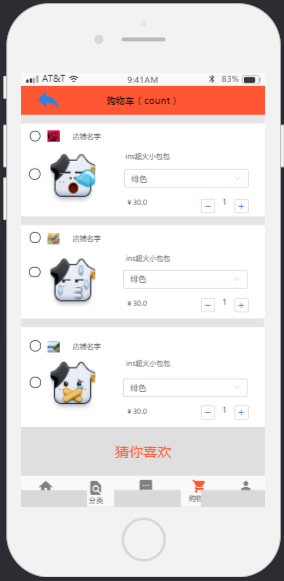 AT&T 9:41AM 83%
购物车（count）
店铺名字
ins超火小包包
绯色
¥ 30.0 − 1 +
店铺名字
ins超火小包包
绯色
¥ 30.0 − 1 +
店铺名字
ins超火小包包
绯色
¥ 30.0 − 1 +
猜你喜欢
分类 购物